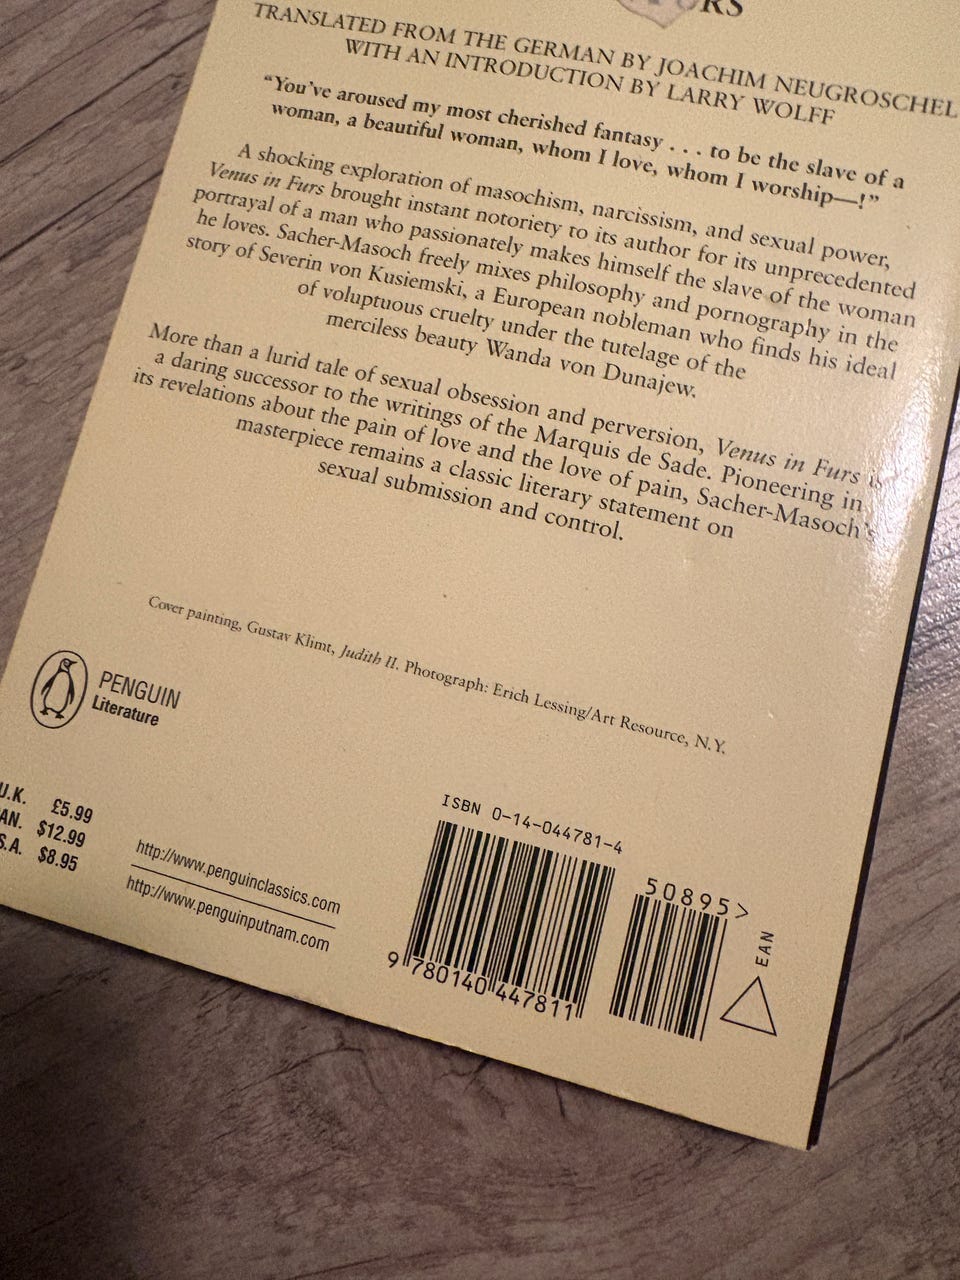 RS
TRANSLATED FROM THE GERMAN BY JOACHIM NEUGROSCHEL
WITH AN INTRODUCTION BY LARRY WOLFF
“You’ve aroused my most cherished fantasy . . . to be the slave of a
woman, a beautiful woman, whom I love, whom I worship—!”
A shocking exploration of masochism, narcissism, and sexual power,
Venus in Furs brought instant notoriety to its author for its unprecedented
portrayal of a man who passionately makes himself the slave of the woman
he loves. Sacher-Masoch freely mixes philosophy and pornography in the
story of Severin von Kusiemski, a European nobleman who finds his ideal
of voluptuous cruelty under the tutelage of the
merciless beauty Wanda von Dunajew.
More than a lurid tale of sexual obsession and perversion, Venus in Furs is
a daring successor to the writings of the Marquis de Sade. Pioneering in
its revelations about the pain of love and the love of pain, Sacher-Masoch’s
masterpiece remains a classic literary statement on
sexual submission and control.
Cover painting, Gustav Klimt, Judith II. Photograph: Erich Lessing/Art Resource, N.Y.
PENGUIN
Literature
U.K. £5.99
AN. $12.99
S.A. $8.95
http://www.penguinclassics.com
http://www.penguinputnam.com
ISBN 0-14-044781-4
50895>
9 780140 447811
EAN